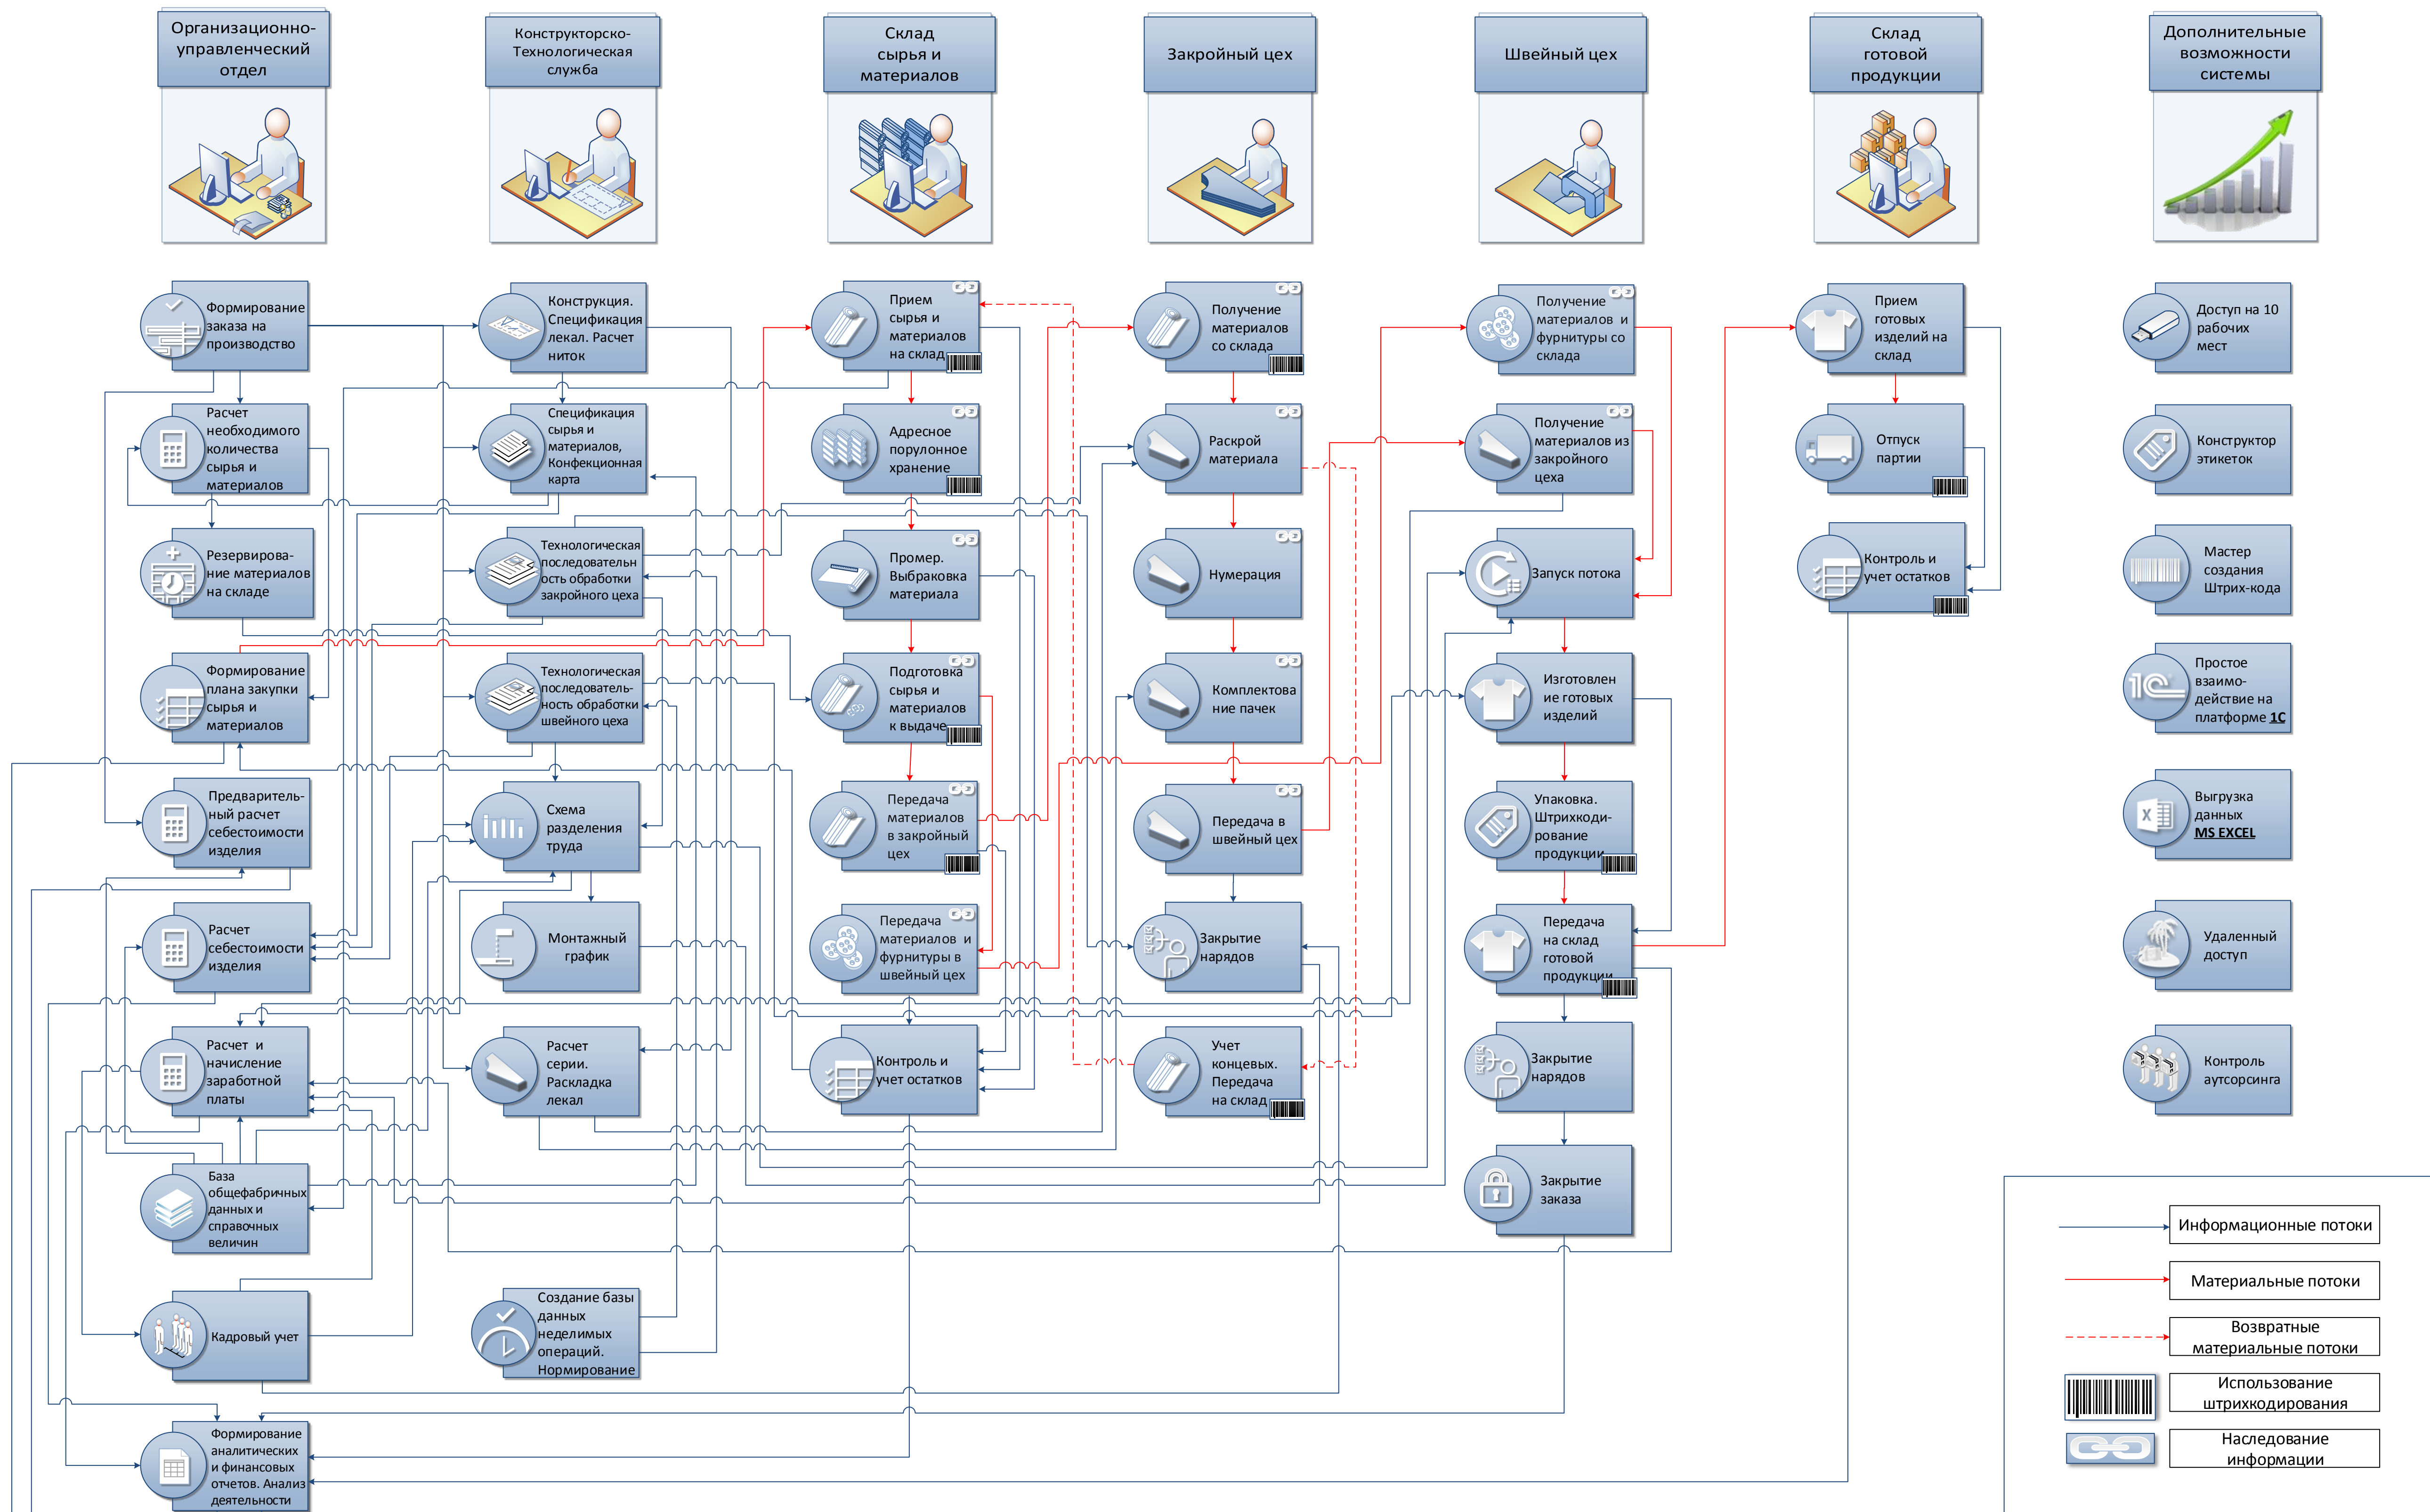 Организационно-
управленческий
отдел
Конструкторско-
Технологическая
служба
Склад
сырья и
материалов
Закройный цех
Швейный цех
Склад
готовой
продукции
Дополнительные
возможности
системы
Формирование
заказа на
производство
Расчет
необходимого
количества
сырья и
материалов
Резервирова-
ние материалов
на складе
Формирование
плана закупки
сырья и
материалов
Предваритель-
ный расчет
себестоимости
изделия
Расчет
себестоимости
изделия
Расчет и
начисление
заработной
платы
База
общефабричных
данных и
справочных
величин
Кадровый учет
Формирование
аналитических
и финансовых
отчетов. Анализ
деятельности
Конструкция.
Спецификация
лекал. Расчет
ниток
Спецификация
сырья и
материалов,
Конфекционная
карта
Технологическая
последовательн
ость обработки
закройного цеха
Технологическая
последователь-
ность обработки
швейного цеха
Схема
разделения
труда
Монтажный
график
Расчет
серии.
Раскладка
лекал
Создание базы
данных
неделимых
операций.
Нормирование
Прием
сырья и
материалов
на склад
Адресное
порулонное
хранение
Промер.
Выбраковка
материала
Подготовка
сырья и
материалов
к выдаче
Передача
материалов
в закройный
цех
Передача
материалов и
фурнитуры в
швейный цех
Контроль и
учет остатков
Получение
материалов
со склада
Раскрой
материала
Нумерация
Комплектова
ние пачек
Передача в
швейный цех
Закрытие
нарядов
Учет
концевых.
Передача
на склад
Получение
материалов и
фурнитуры со
склада
Получение
материалов из
закройного
цеха
Запуск потока
Изготовлен
ие готовых
изделий
Упаковка.
Штрихкоди-
рование
продукции
Передача
на склад
готовой
продукции
Закрытие
нарядов
Закрытие
заказа
Прием
готовых
изделий на
склад
Отпуск
партии
Контроль и
учет остатков
Доступ на 10
рабочих
мест
Конструктор
этикеток
Мастер
создания
Штрих-кода
1С
Простое
взаимо-
действие на
платформе 1С
X
Выгрузка
данных
MS EXCEL
Удаленный
доступ
Контроль
аутсорсинга
Информационные потоки
Материальные потоки
Возвратные
материальные потоки
Использование
штрихкодирования
Наследование
информации